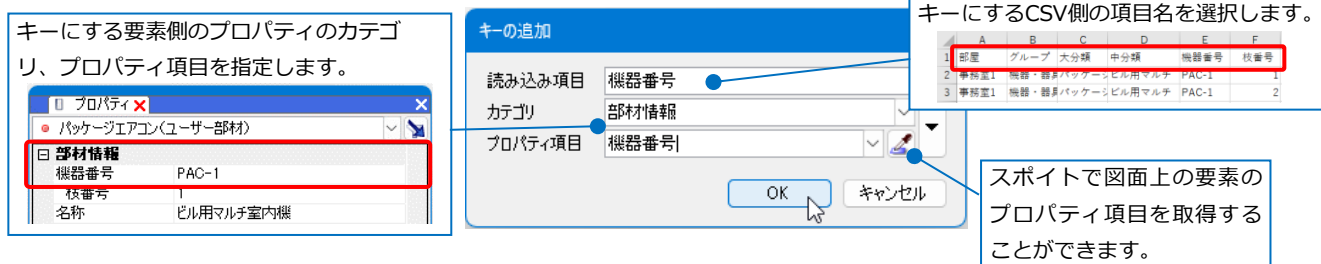 キーにする要素側のプロパティのカテゴ
リ、プロパティ項目を指定します。
プロパティ
パッケージエアコン(ユーザー部材)
部材情報
機器番号 PAC-1
枝番号 1
名称 ビル用マルチ室内機
キーの追加
読み込み項目 機器番号
カテゴリ 部材情報
プロパティ項目 機器番号
OK キャンセル
キーにするCSV側の項目名を選択します。
A B C D E F
1 部屋 グループ 大分類 中分類 機器番号 枝番号
2 事務室1 機器・器具 パッケージ ビル用マルチ PAC-1 1
3 事務室1 機器・器具 パッケージ ビル用マルチ PAC-1 2
スポイトで図面上の要素の
プロパティ項目を取得する
ことができます。